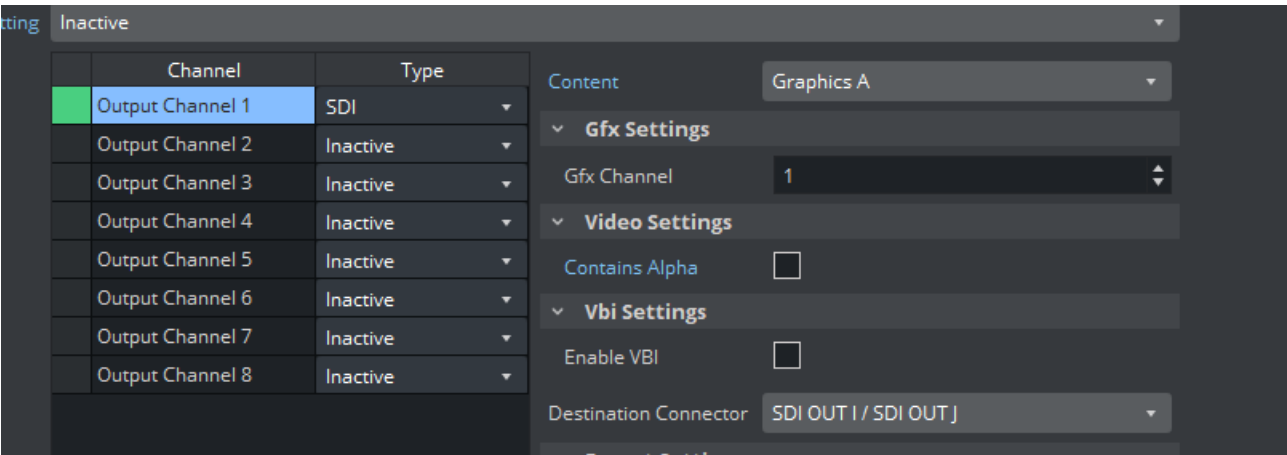 tting Inactive
Channel Type
Output Channel 1 SDI
Output Channel 2 Inactive
Output Channel 3 Inactive
Output Channel 4 Inactive
Output Channel 5 Inactive
Output Channel 6 Inactive
Output Channel 7 Inactive
Output Channel 8 Inactive
Content Graphics A
Gfx Settings
Gfx Channel 1
Video Settings
Contains Alpha
Vbi Settings
Enable VBI
Destination Connector SDI OUT I / SDI OUT J